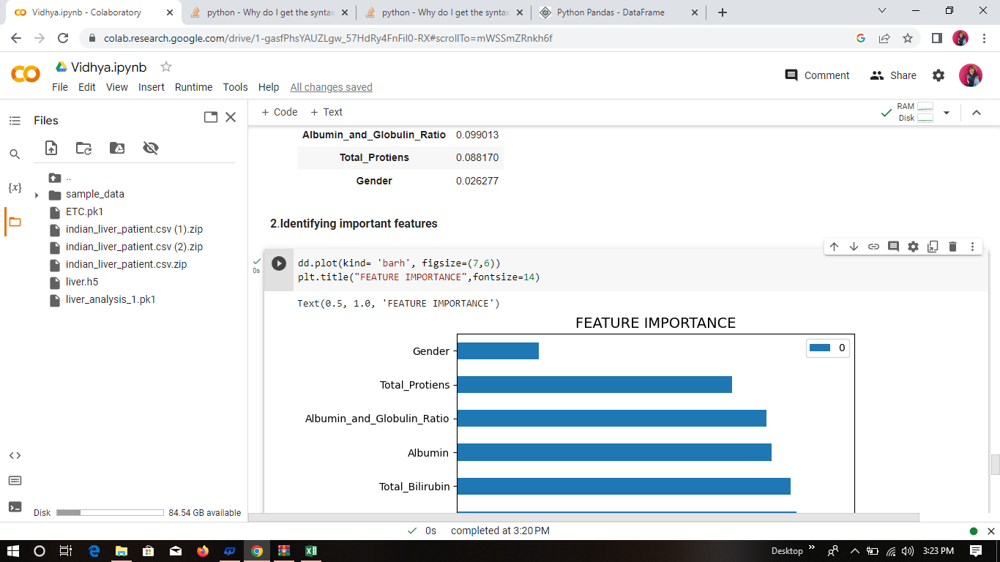 Vidhya.ipynb - Colaboratory
python - Why do I get the syntax
python - Why do I get the syntax
Python Pandas - DataFrame
colab.research.google.com/drive/1-gasfPhsYAUZLgw_57HdRy4FnFil0-RX#scrollTo=mWSSmZRnkh6f
CO
Vidhya.ipynb
Comment
Share
File Edit View Insert Runtime Tools Help All changes saved
Files
+ Code + Text
RAM
Disk
{x}
..
sample_data
ETC.pk1
indian_liver_patient.csv (1).zip
indian_liver_patient.csv (2).zip
indian_liver_patient.csv.zip
liver.h5
liver_analysis_1.pk1
Disk 84.54 GB available
Albumin_and_Globulin_Ratio 0.099013
Total_Protiens 0.088170
Gender 0.026277
2.Identifying important features
0s
dd.plot(kind= 'barh', figsize=(7,6))
plt.title("FEATURE IMPORTANCE",fontsize=14)
Text(0.5, 1.0, 'FEATURE IMPORTANCE')
FEATURE IMPORTANCE
0
Gender
Total_Protiens
Albumin_and_Globulin_Ratio
Albumin
Total_Bilirubin
0s completed at 3:20 PM
Desktop
3:23 PM